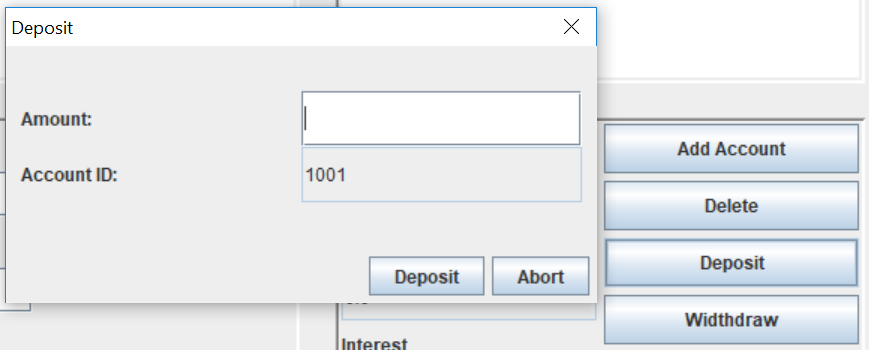 Deposit
Amount:
Account ID:
1001
Deposit
Abort
Add Account
Delete
Deposit
Widthdraw
Interest